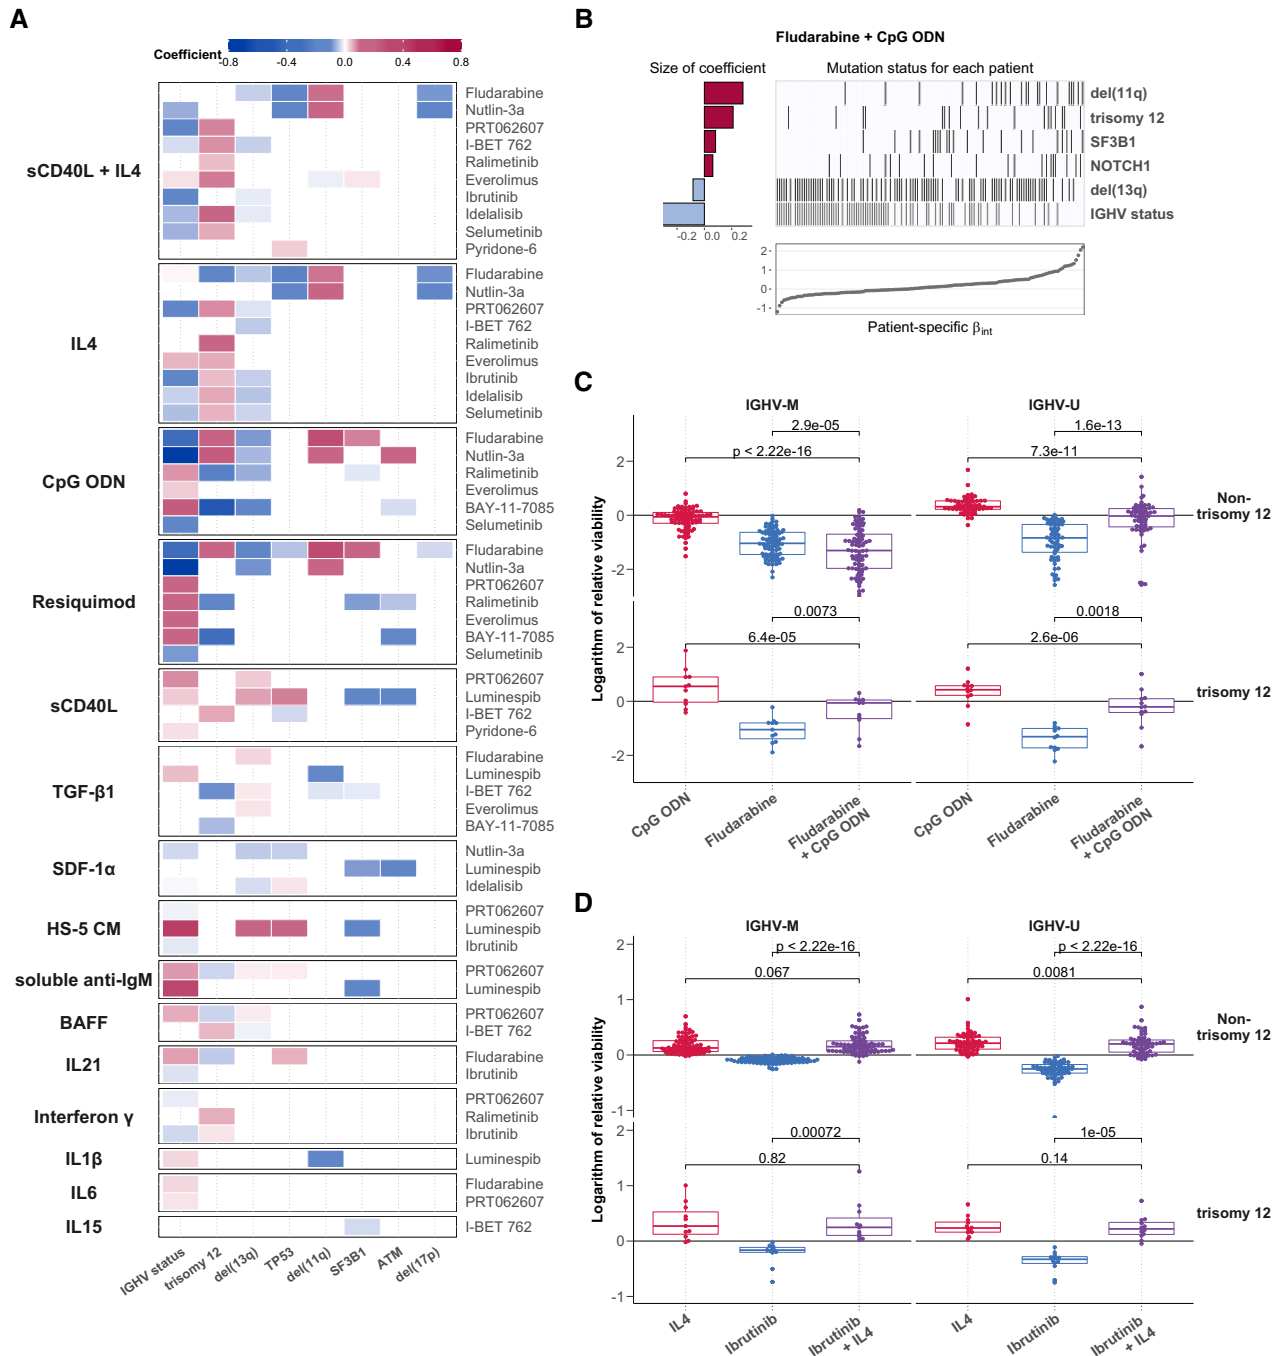 A
Coefficient
-0.8 -0.4 0.0 0.4 0.8
sCD40L + IL4
Fludarabine
Nutlin-3a
PRT062607
I-BET 762
Ralimetinib
Everolimus
Ibrutinib
Idelalisib
Selumetinib
Pyridone-6
IL4
Fludarabine
Nutlin-3a
PRT062607
I-BET 762
Ralimetinib
Everolimus
Ibrutinib
Idelalisib
Selumetinib
CpG ODN
Fludarabine
Nutlin-3a
Ralimetinib
Everolimus
BAY-11-7085
Selumetinib
Resiquimod
Fludarabine
Nutlin-3a
PRT062607
Ralimetinib
Everolimus
BAY-11-7085
Selumetinib
sCD40L
PRT062607
Luminespib
I-BET 762
Pyridone-6
TGF-β1
Fludarabine
Luminespib
I-BET 762
Everolimus
BAY-11-7085
SDF-1α
Nutlin-3a
Luminespib
Idelalisib
HS-5 CM
PRT062607
Luminespib
Ibrutinib
soluble anti-IgM
PRT062607
Luminespib
BAFF
PRT062607
I-BET 762
IL21
Fludarabine
Ibrutinib
Interferon γ
PRT062607
Ralimetinib
Ibrutinib
IL1β
Luminespib
IL6
Fludarabine
PRT062607
IL15
I-BET 762
IGHV status trisomy 12 del(13q) TP53 del(11q) SF3B1 ATM del(17p)
B
Fludarabine + CpG ODN
Size of coefficient Mutation status for each patient
del(11q)
trisomy 12
SF3B1
NOTCH1
del(13q)
IGHV status
-0.2 0.0 0.2
2
1
0
-1
Patient-specific βint
C
IGHV-M IGHV-U
Logarithm of relative viability
2.9e-05 1.6e-13
p < 2.22e-16 7.3e-11
2
0
-2
Non-
trisomy 12
0.0073 0.0018
6.4e-05 2.6e-06
2
0
-2
trisomy 12
CpG ODN Fludarabine Fludarabine
+ CpG ODN
CpG ODN Fludarabine Fludarabine
+ CpG ODN
D
IGHV-M IGHV-U
Logarithm of relative viability
p < 2.22e-16 p < 2.22e-16
0.067 0.0081
2
1
0
-1
Non-
trisomy 12
0.00072 1e-05
0.82 0.14
2
1
0
-1
trisomy 12
IL4 Ibrutinib Ibrutinib
+ IL4
IL4 Ibrutinib Ibrutinib
+ IL4